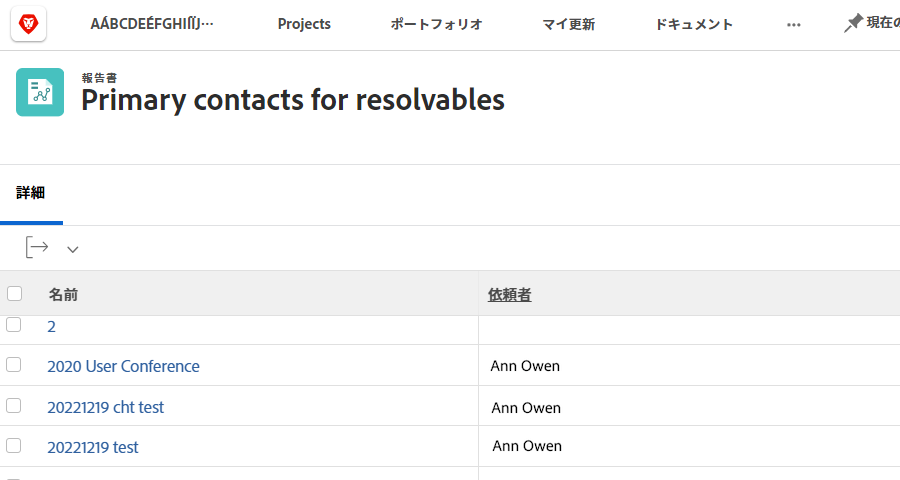 AÁBCDEÉFGHIÍÎJ…
Projects
ポートフォリオ
マイ更新
ドキュメント
現在の
報告書
Primary contacts for resolvables
詳細
名前 依頼者
2
2020 User Conference Ann Owen
20221219 cht test Ann Owen
20221219 test Ann Owen